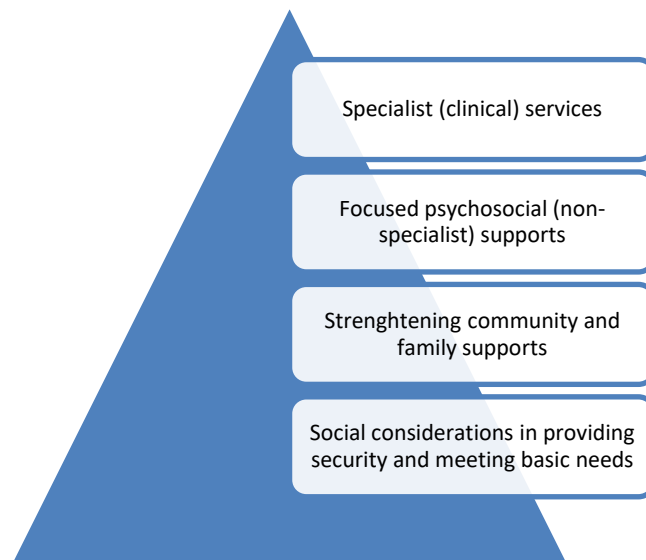 Specialist (clinical) services
Focused psychosocial (non-
specialist) supports
Strenghtening community and
family supports
Social considerations in providing
security and meeting basic needs